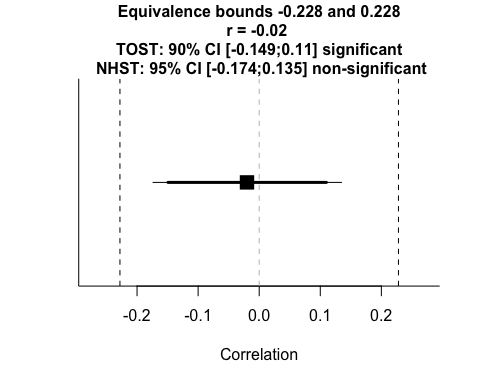 Equivalence bounds -0.228 and 0.228
r = -0.02
TOST: 90% CI [-0.149;0.11] significant
NHST: 95% CI [-0.174;0.135] non-significant
-0.2 -0.1 0.0 0.1 0.2
Correlation